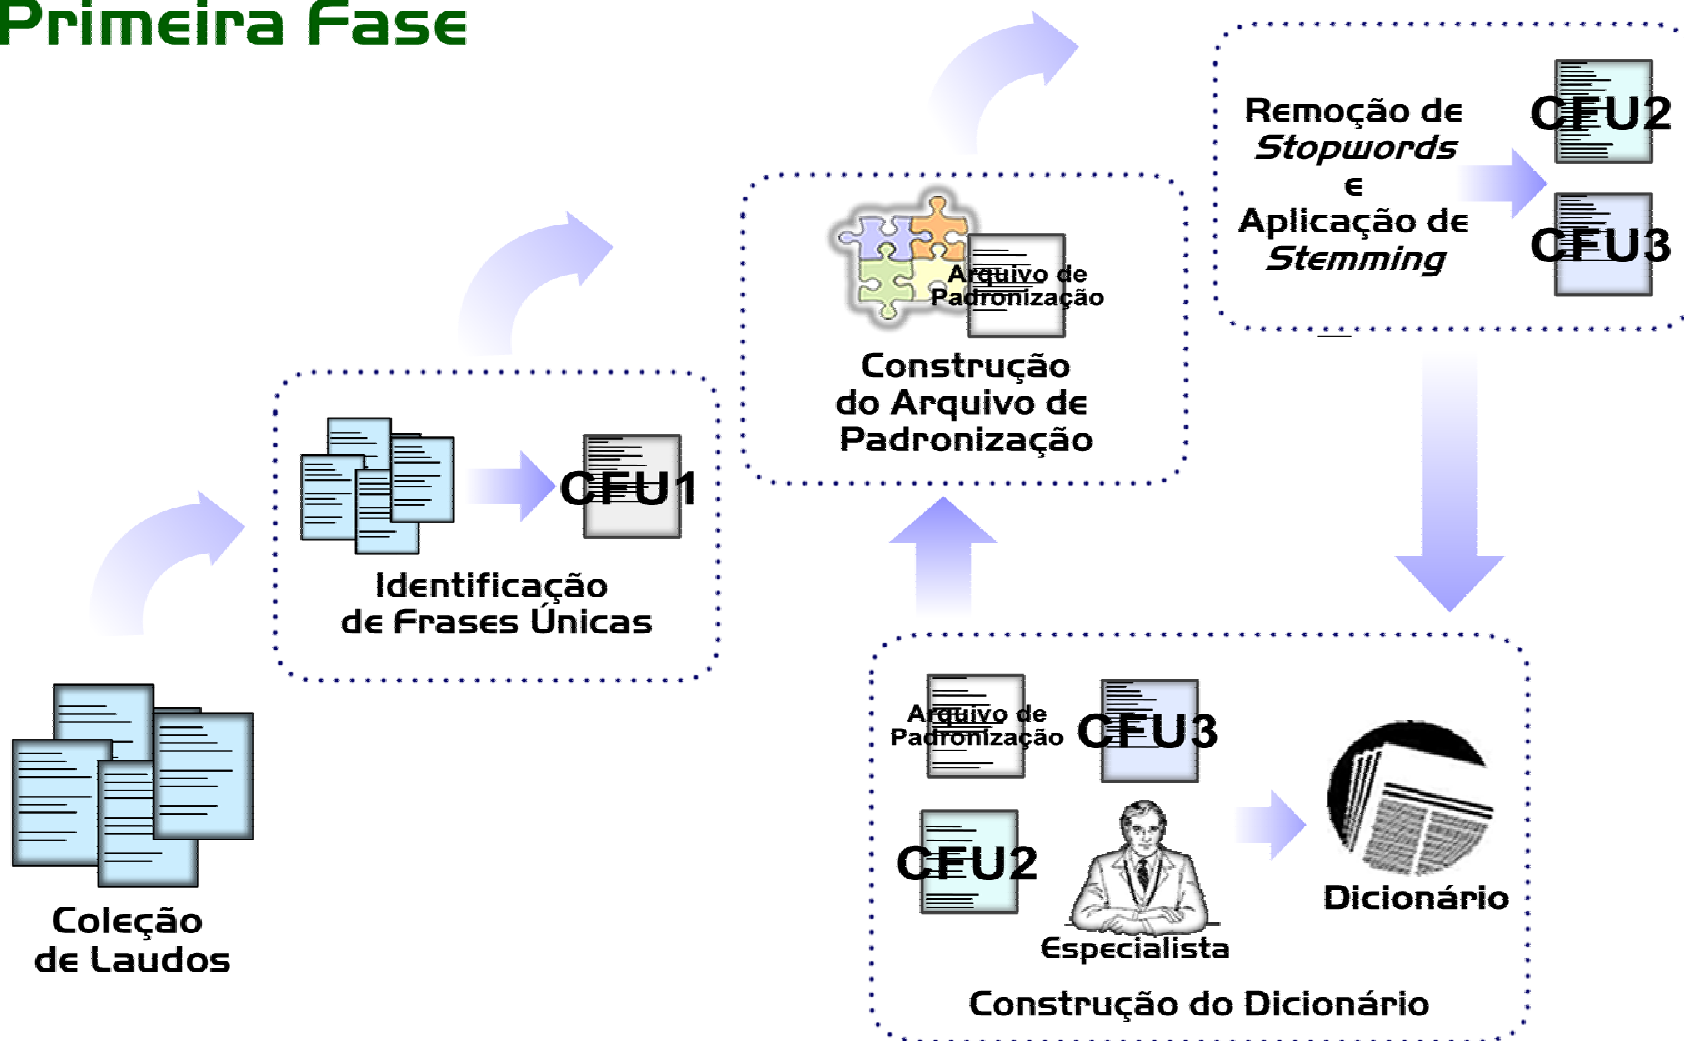 Primeira Fase
Remoção de
Stopwords
e
Aplicação de
Stemming
CFU2
CFU3
Arquivo de
Padronização
Construção
do Arquivo de
Padronização
CFU1
Identificação
de Frases Únicas
Coleção
de Laudos
Arquivo de
Padronização
CFU3
CFU2
Especialista
Dicionário
Construção do Dicionário